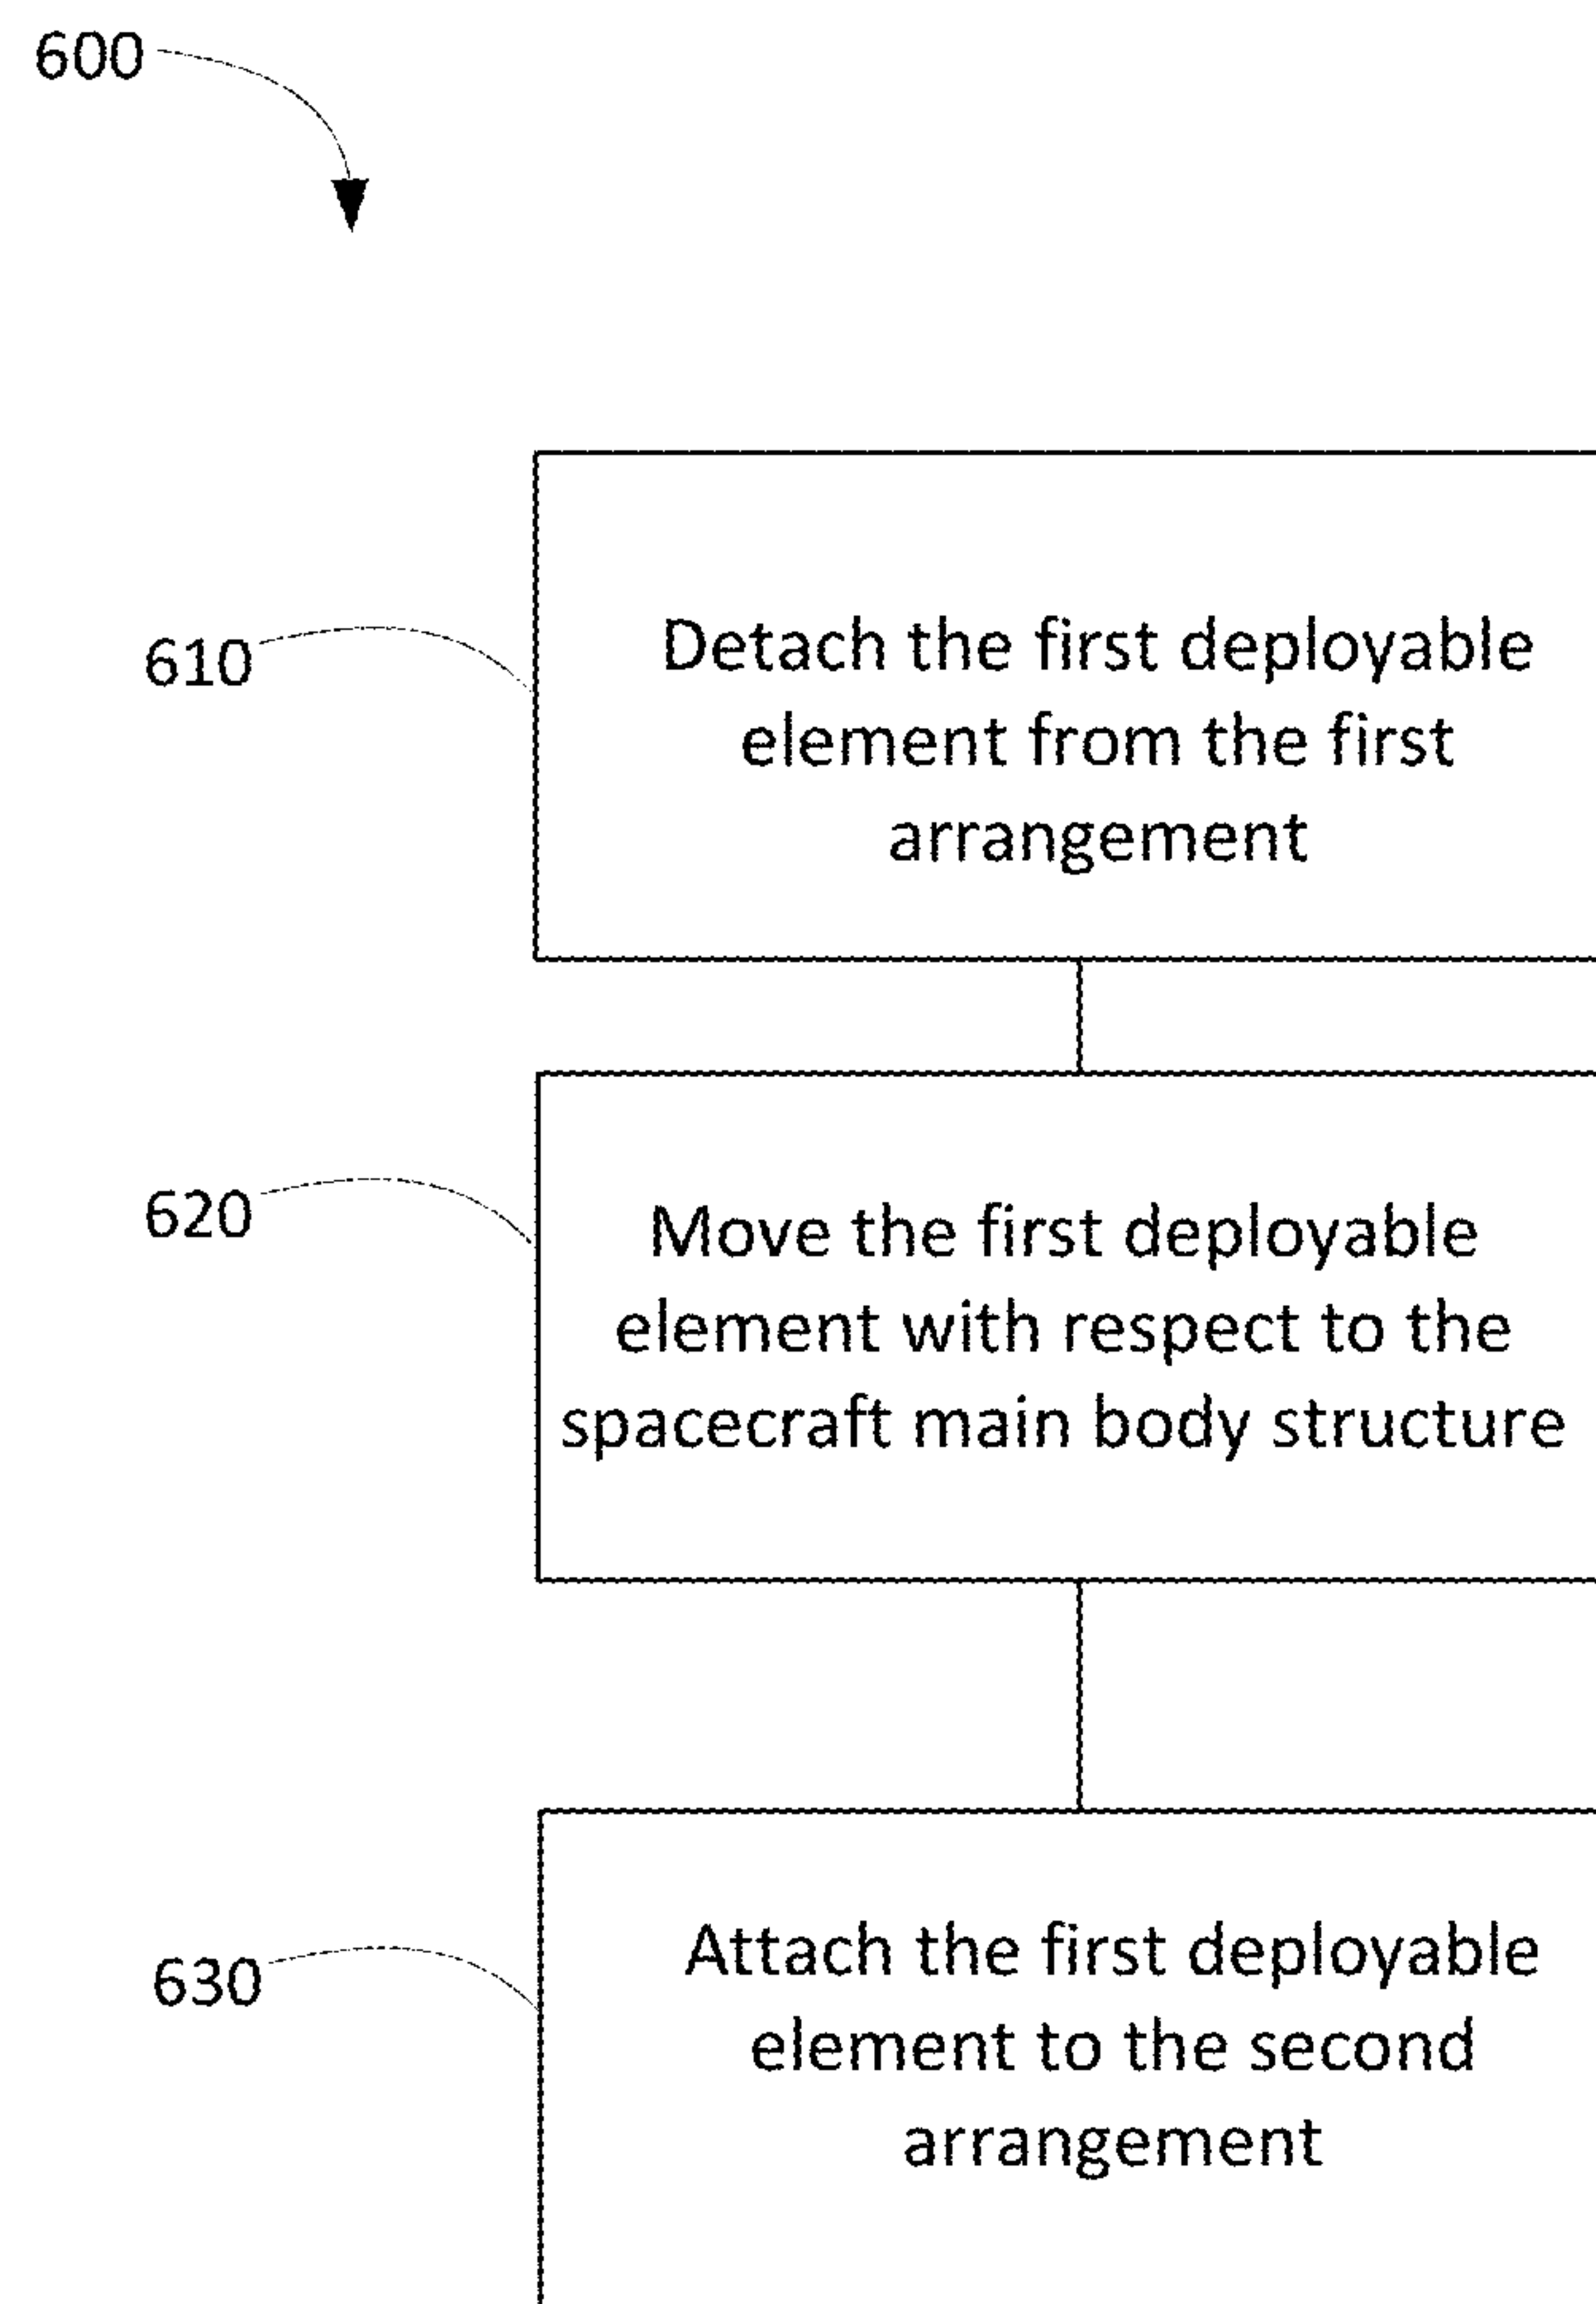 600
610
Detach the first deployable
element from the first
arrangement
620
Move the first deployable
element with respect to the
spacecraft main body structure
630
Attach the first deployable
element to the second
arrangement